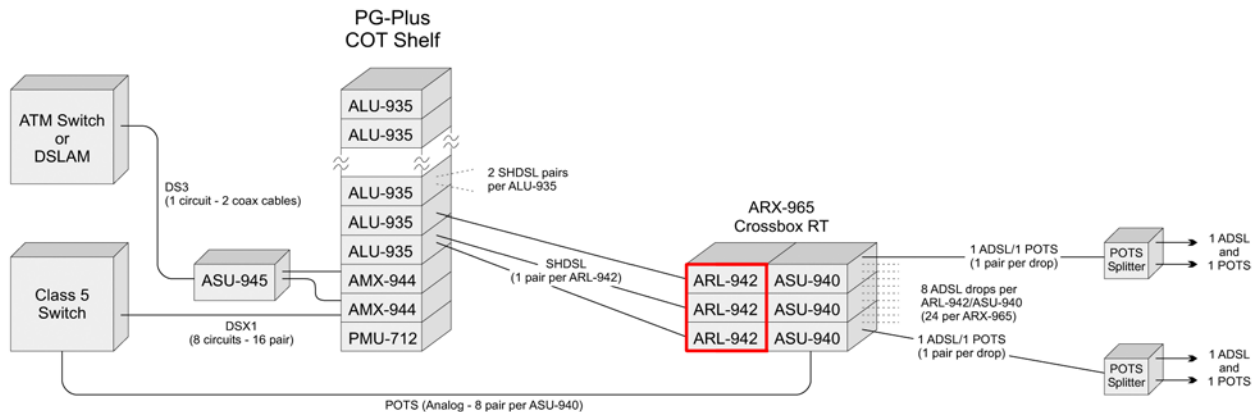 PG-Plus
COT Shelf
ATM Switch
or
DSLAM
DS3
(1 circuit - 2 coax cables)
Class 5
Switch
ASU-945
DSX1
(8 circuits - 16 pair)
ALU-935
ALU-935
ALU-935
ALU-935
ALU-935
AMX-944
AMX-944
PMU-712
2 SHDSL pairs
per ALU-935
SHDSL
(1 pair per ARL-942)
ARX-965
Crossbox RT
ARL-942 ASU-940
ARL-942 ASU-940
ARL-942 ASU-940
1 ADSL/1 POTS
(1 pair per drop)
8 ADSL drops per
ARL-942/ASU-940
(24 per ARX-965)
1 ADSL/1 POTS
(1 pair per drop)
POTS
Splitter
1 ADSL
and
1 POTS
POTS
Splitter
1 ADSL
and
1 POTS
POTS (Analog - 8 pair per ASU-940)